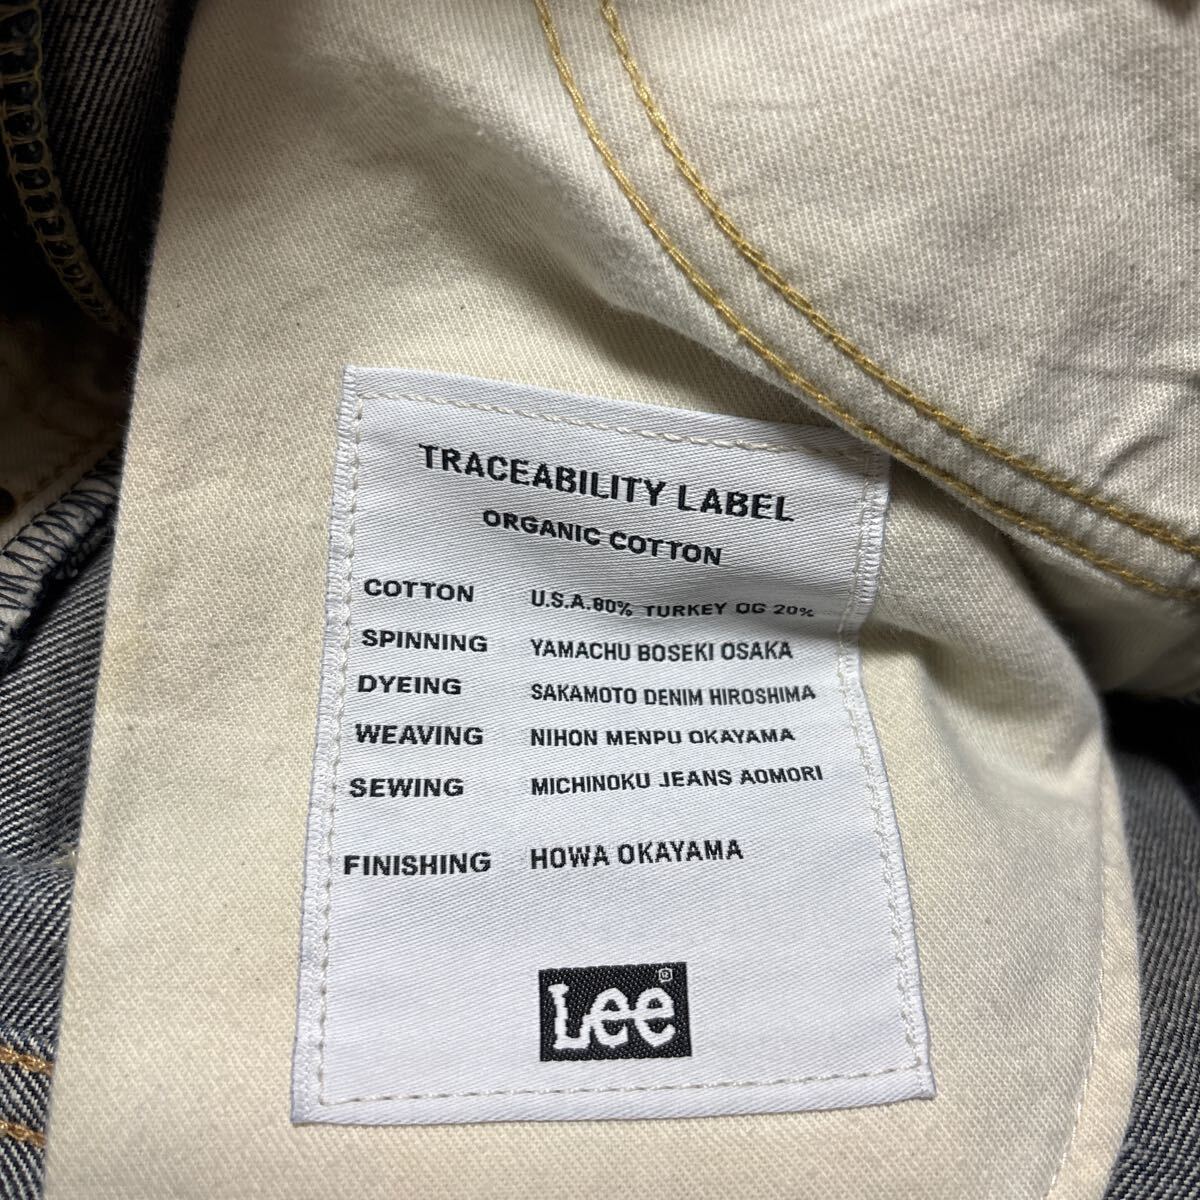 TRACEABILITY LABEL
ORGANIC COTTON
COTTON U.S.A.80% TURKEY OG 20%
SPINNING YAMACHU BOSEKI OSAKA
DYEING SAKAMOTO DENIM HIROSHIMA
WEAVING NIHON MENPU OKAYAMA
SEWING MICHINOKU JEANS AOMORI
FINISHING HOWA OKAYAMA
Lee®